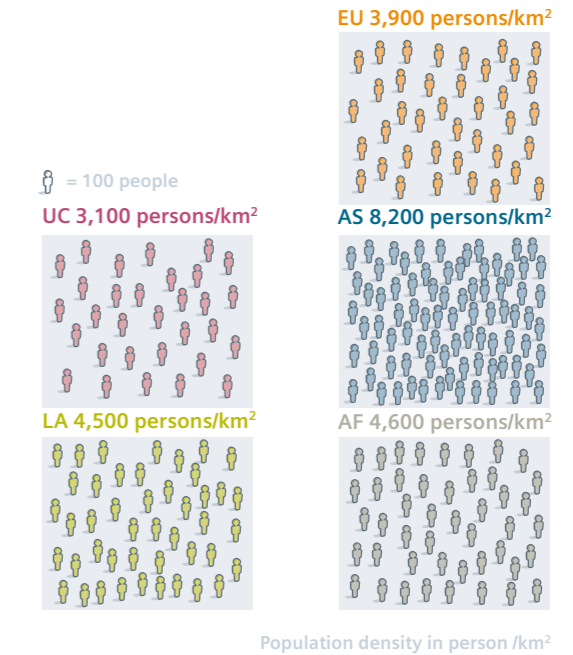 EU 3,900 persons/km²
= 100 people
UC 3,100 persons/km²
AS 8,200 persons/km²
LA 4,500 persons/km²
AF 4,600 persons/km²
Population density in person /km²